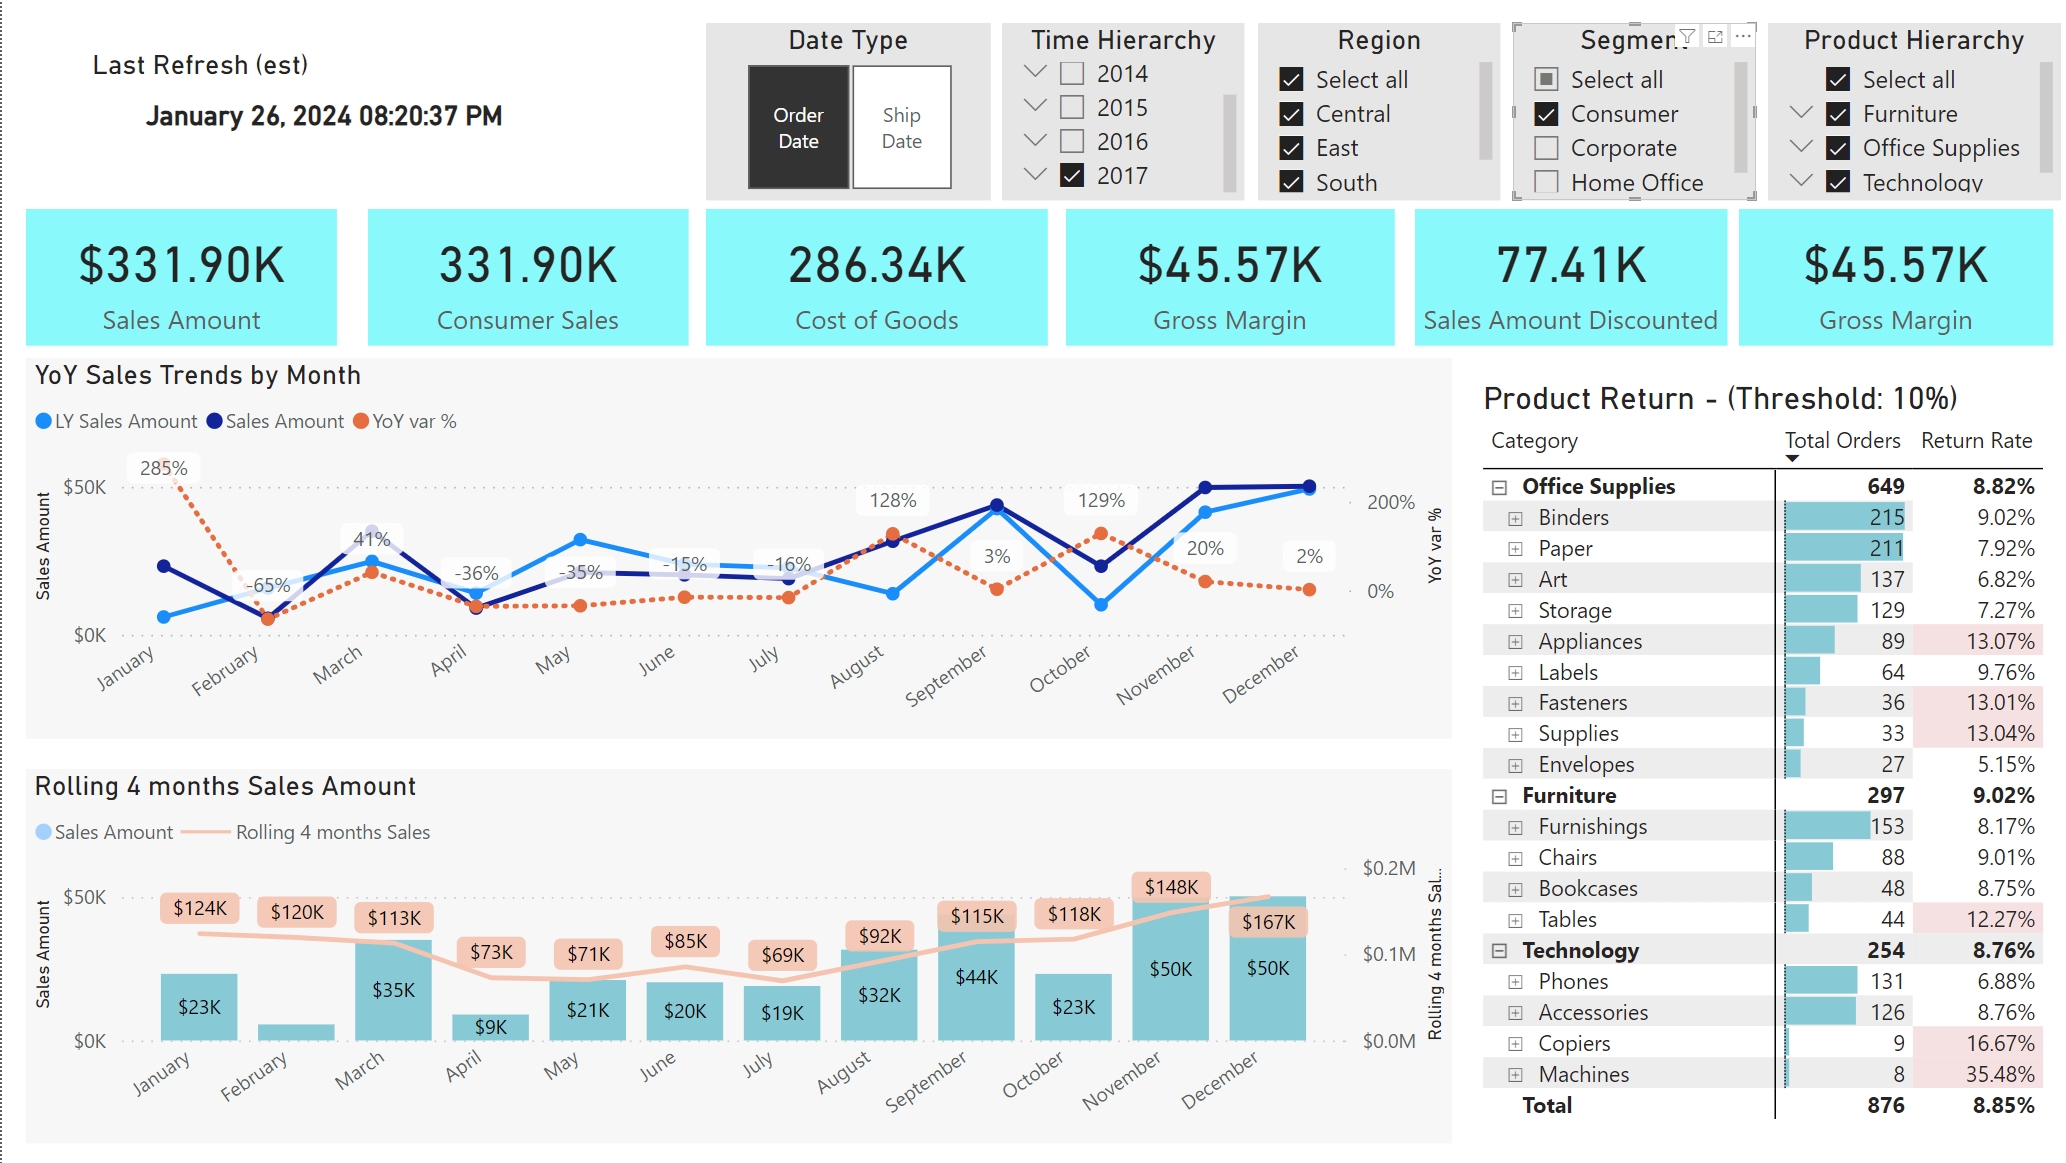 Last Refresh (est)
January 26, 2024 08:20:37 PM
Date Type
Order Date
Ship Date
Time Hierarchy
2014
2015
2016
2017
Region
Select all
Central
East
South
Segment
Select all
Consumer
Corporate
Home Office
Product Hierarchy
Select all
Furniture
Office Supplies
Technology
$331.90K
Sales Amount
331.90K
Consumer Sales
286.34K
Cost of Goods
$45.57K
Gross Margin
77.41K
Sales Amount Discounted
$45.57K
Gross Margin
YoY Sales Trends by Month
LY Sales Amount Sales Amount YoY var %
Sales Amount
$50K
$0K
285%
-65%
41%
-36%
-35%
-15%
-16%
128%
3%
129%
20%
2%
200%
0%
YoY var %
January
February
March
April
May
June
July
August
September
October
November
December
Rolling 4 months Sales Amount
Sales Amount Rolling 4 months Sales
Sales Amount
$50K
$0K
$124K
$120K
$113K
$73K
$71K
$85K
$69K
$92K
$115K
$118K
$148K
$167K
$23K
$35K
$9K
$21K
$20K
$19K
$32K
$44K
$23K
$50K
$50K
$0.2M
$0.1M
$0.0M
Rolling 4 months Sal...
January
February
March
April
May
June
July
August
September
October
November
December
Product Return - (Threshold: 10%)
Category Total Orders Return Rate
Office Supplies 649 8.82%
Binders 215 9.02%
Paper 211 7.92%
Art 137 6.82%
Storage 129 7.27%
Appliances 89 13.07%
Labels 64 9.76%
Fasteners 36 13.01%
Supplies 33 13.04%
Envelopes 27 5.15%
Furniture 297 9.02%
Furnishings 153 8.17%
Chairs 88 9.01%
Bookcases 48 8.75%
Tables 44 12.27%
Technology 254 8.76%
Phones 131 6.88%
Accessories 126 8.76%
Copiers 9 16.67%
Machines 8 35.48%
Total 876 8.85%